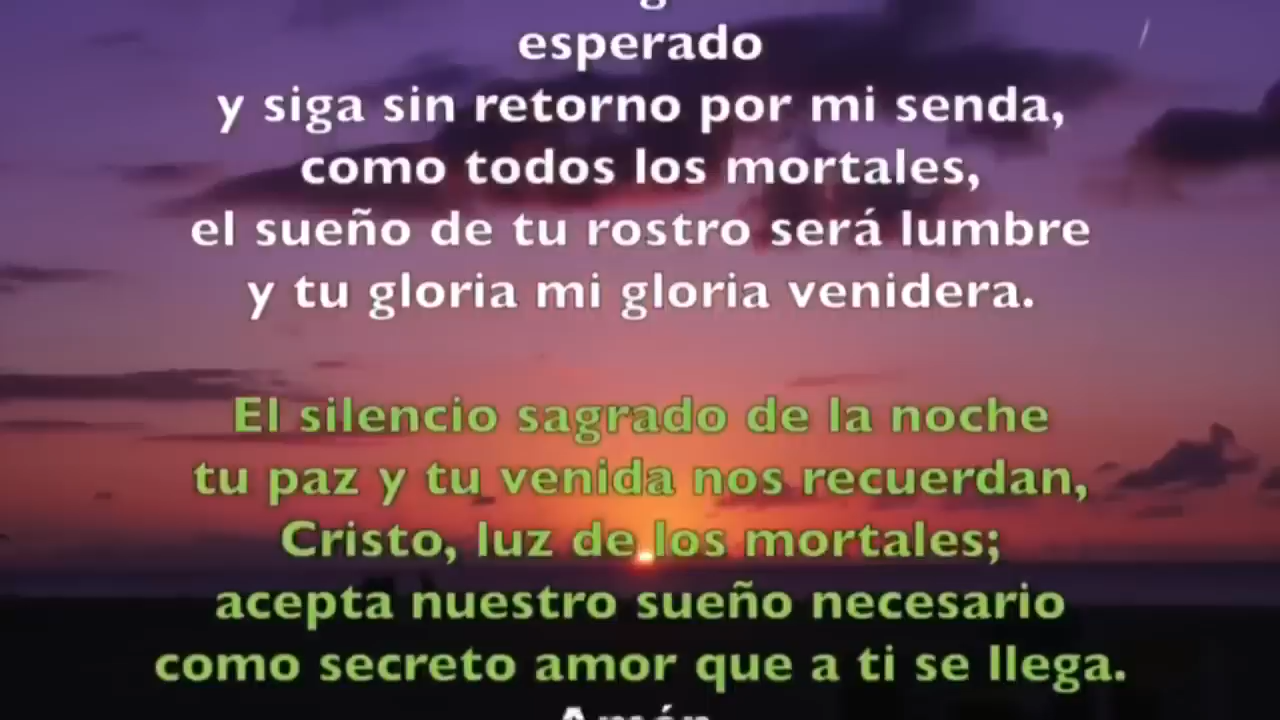 esperado
y siga sin retorno por mi senda,
como todos los mortales,
el sueño de tu rostro será lumbre
y tu gloria mi gloria venidera.
El silencio sagrado de la noche
tu paz y tu venida nos recuerdan,
Cristo, luz de los mortales;
acepta nuestro sueño necesario
como secreto amor que a ti se llega.
Amén